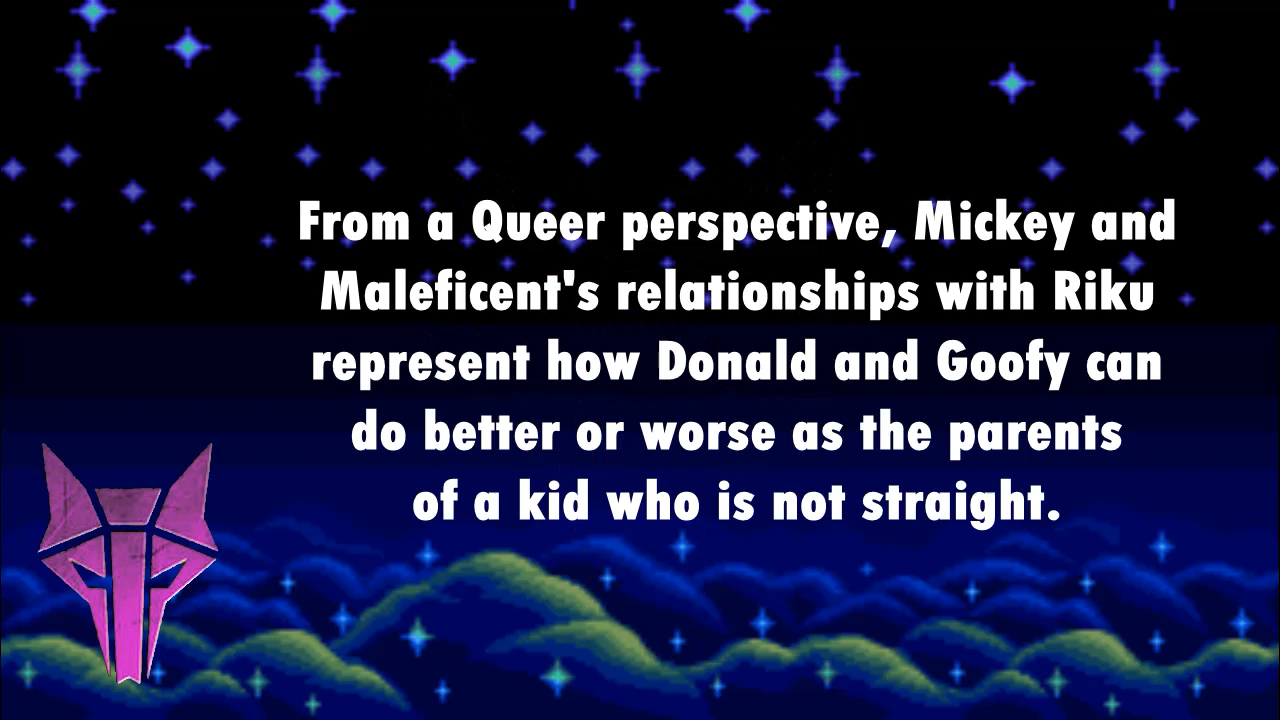 From a Queer perspective, Mickey and
Maleficent's relationships with Riku
represent how Donald and Goofy can
do better or worse as the parents
of a kid who is not straight.